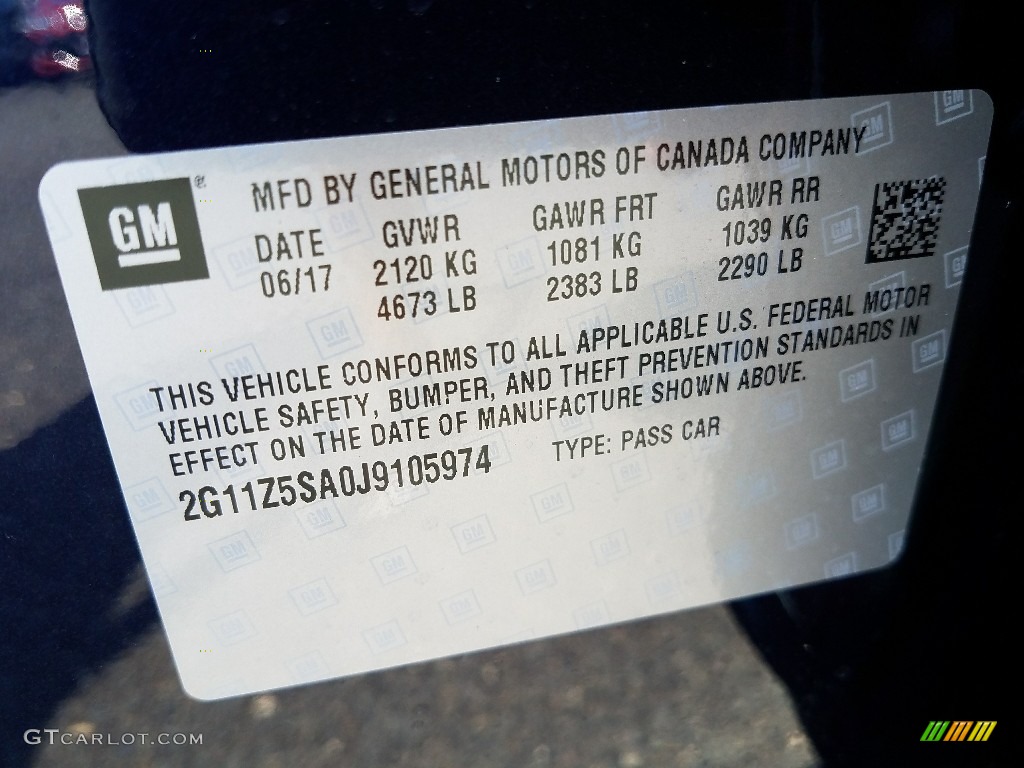 GM
MFD BY GENERAL MOTORS OF CANADA COMPANY
DATE GVWR GAWR FRT GAWR RR
06/17 2120 KG 1081 KG 1039 KG
4673 LB 2383 LB 2290 LB
THIS VEHICLE CONFORMS TO ALL APPLICABLE U.S. FEDERAL MOTOR
VEHICLE SAFETY, BUMPER, AND THEFT PREVENTION STANDARDS IN
EFFECT ON THE DATE OF MANUFACTURE SHOWN ABOVE.
2G11Z5SA0J9105974 TYPE: PASS CAR
GTCARLOT.COM